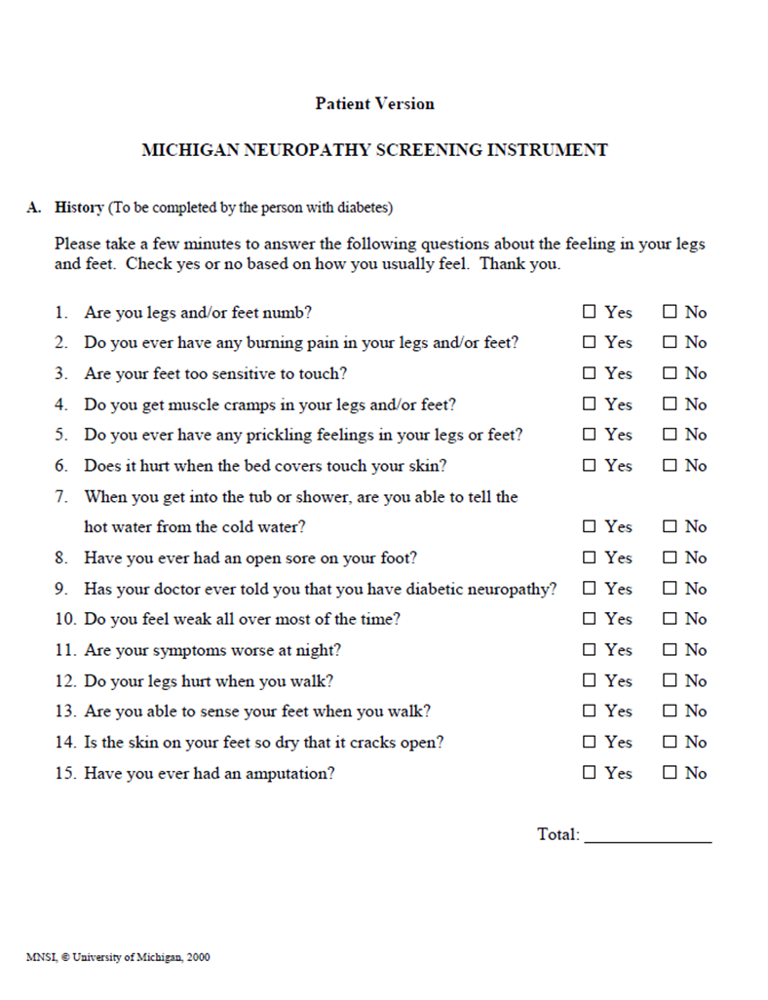 Patient Version
MICHIGAN NEUROPATHY SCREENING INSTRUMENT
A. History (To be completed by the person with diabetes)
Please take a few minutes to answer the following questions about the feeling in your legs
and feet. Check yes or no based on how you usually feel. Thank you.
1. Are you legs and/or feet numb? ☐ Yes ☐ No
2. Do you ever have any burning pain in your legs and/or feet? ☐ Yes ☐ No
3. Are your feet too sensitive to touch? ☐ Yes ☐ No
4. Do you get muscle cramps in your legs and/or feet? ☐ Yes ☐ No
5. Do you ever have any prickling feelings in your legs or feet? ☐ Yes ☐ No
6. Does it hurt when the bed covers touch your skin? ☐ Yes ☐ No
7. When you get into the tub or shower, are you able to tell the
hot water from the cold water? ☐ Yes ☐ No
8. Have you ever had an open sore on your foot? ☐ Yes ☐ No
9. Has your doctor ever told you that you have diabetic neuropathy? ☐ Yes ☐ No
10. Do you feel weak all over most of the time? ☐ Yes ☐ No
11. Are your symptoms worse at night? ☐ Yes ☐ No
12. Do your legs hurt when you walk? ☐ Yes ☐ No
13. Are you able to sense your feet when you walk? ☐ Yes ☐ No
14. Is the skin on your feet so dry that it cracks open? ☐ Yes ☐ No
15. Have you ever had an amputation? ☐ Yes ☐ No
Total: _______________
MNSI, © University of Michigan, 2000